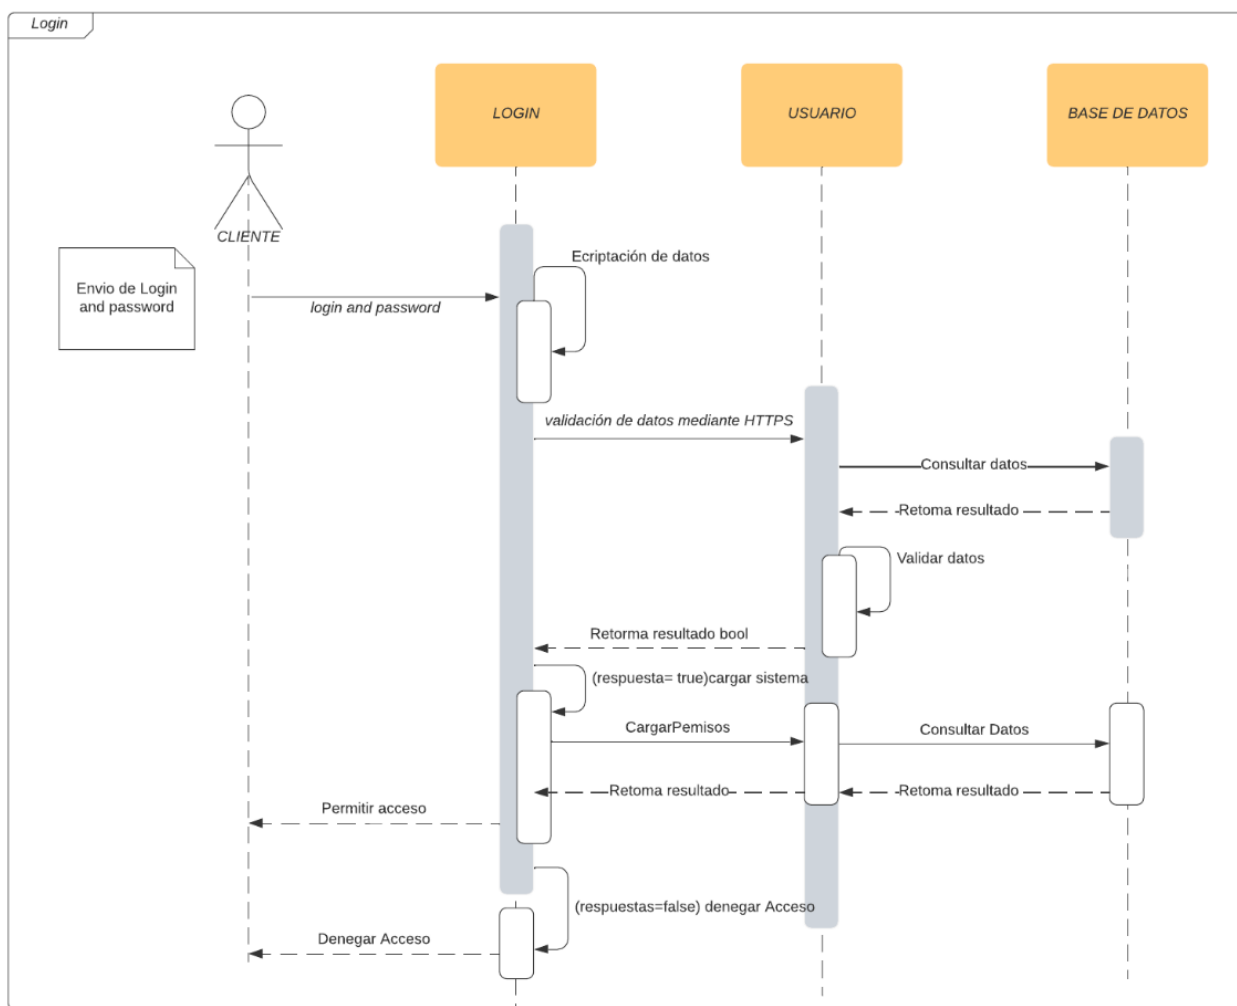 Login
LOGIN
USUARIO
BASE DE DATOS
CLIENTE
Envio de Login
and password
Ecriptación de datos
login and password
validación de datos mediante HTTPS
Consultar datos
Retoma resultado
Validar datos
Retorma resultado bool
(respuesta= true)cargar sistema
CargarPemisos
Consultar Datos
Retoma resultado
Retoma resultado
Permitir acceso
(respuestas=false) denegar Acceso
Denegar Acceso